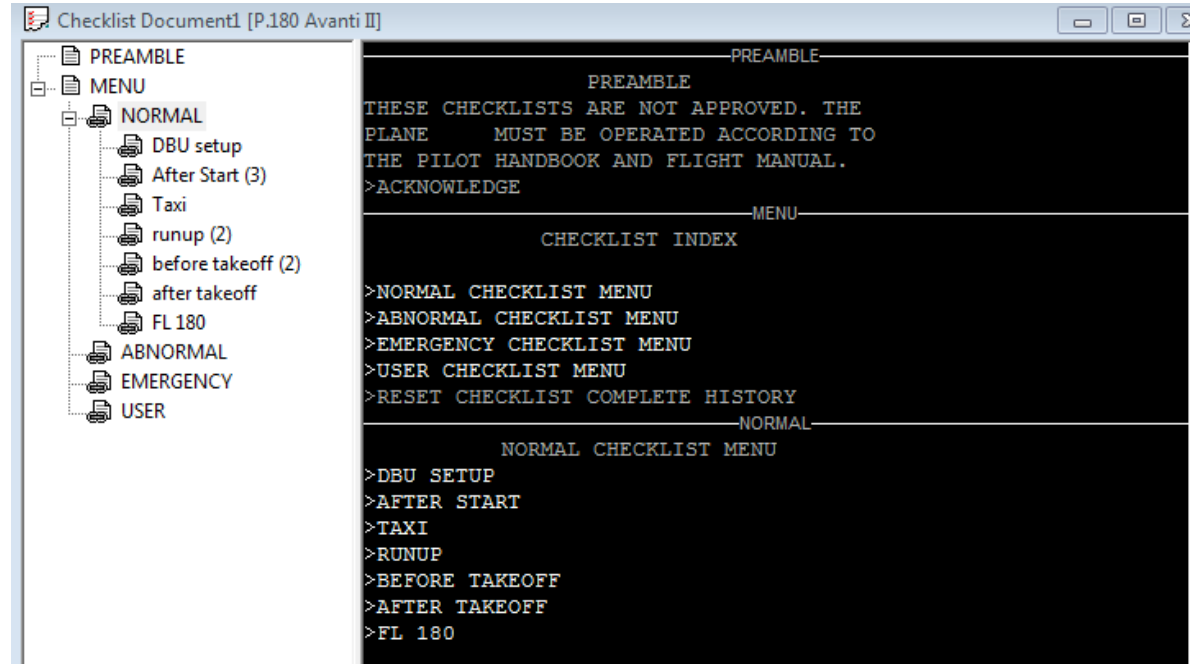 Checklist Document1 [P.180 Avanti II]
PREAMBLE
MENU
NORMAL
DBU setup
After Start (3)
Taxi
runup (2)
before takeoff (2)
after takeoff
FL 180
ABNORMAL
EMERGENCY
USER
PREAMBLE
PREAMBLE
THESE CHECKLISTS ARE NOT APPROVED. THE
PLANE MUST BE OPERATED ACCORDING TO
THE PILOT HANDBOOK AND FLIGHT MANUAL.
>ACKNOWLEDGE
MENU
CHECKLIST INDEX
>NORMAL CHECKLIST MENU
>ABNORMAL CHECKLIST MENU
>EMERGENCY CHECKLIST MENU
>USER CHECKLIST MENU
>RESET CHECKLIST COMPLETE HISTORY
NORMAL
NORMAL CHECKLIST MENU
>DBU SETUP
>AFTER START
>TAXI
>RUNUP
>BEFORE TAKEOFF
>AFTER TAKEOFF
>FL 180